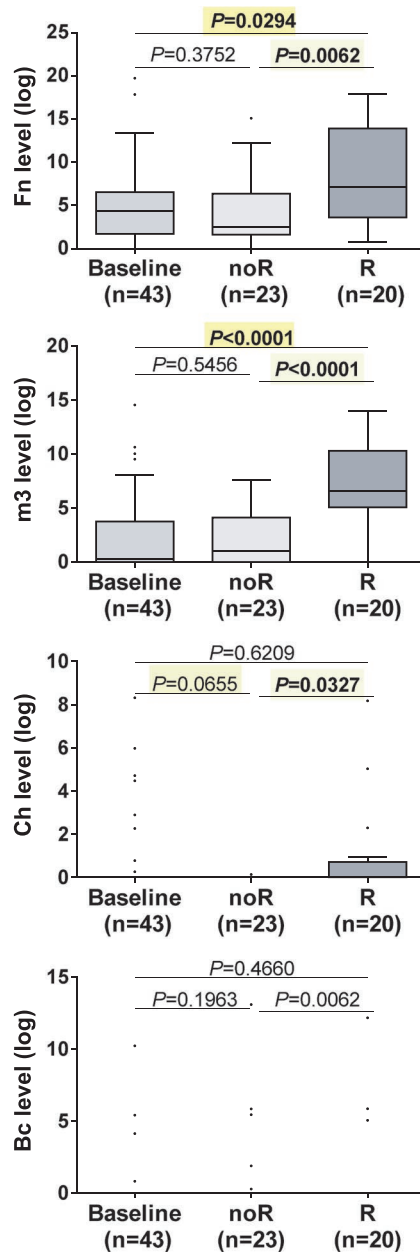 P=0.0294
P=0.3752 P=0.0062
Fn level (log)
25
20
15
10
5
0
Baseline noR R
(n=43) (n=23) (n=20)
P<0.0001
P=0.5456 P<0.0001
m3 level (log)
20
15
10
5
0
Baseline noR R
(n=43) (n=23) (n=20)
P=0.6209
P=0.0655 P=0.0327
Ch level (log)
10
8
6
4
2
0
Baseline noR R
(n=43) (n=23) (n=20)
P=0.4660
P=0.1963 P=0.0062
Bc level (log)
15
10
5
0
Baseline noR R
(n=43) (n=23) (n=20)